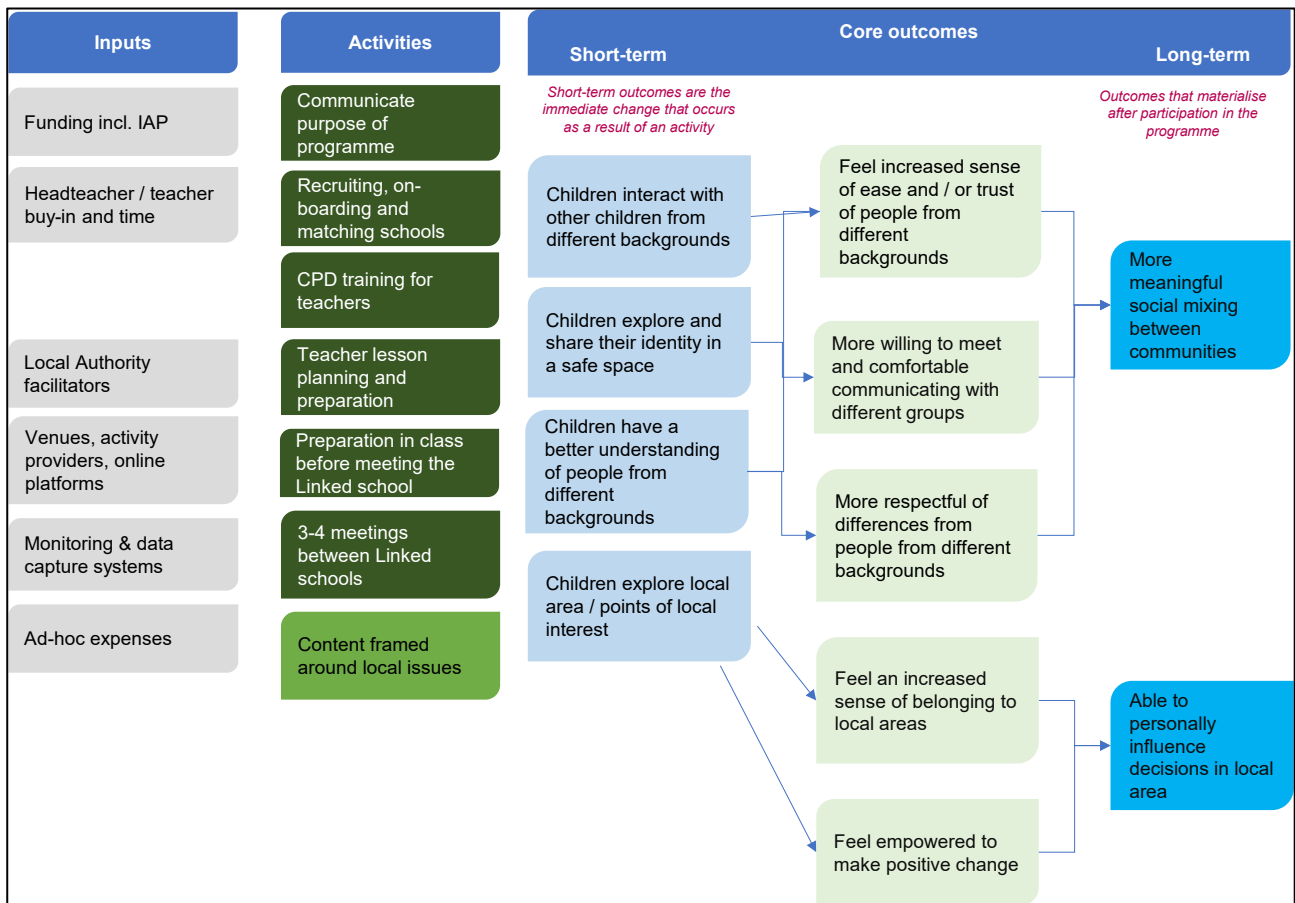 Inputs
Funding incl. IAP
Headteacher / teacher
buy-in and time
Local Authority
facilitators
Venues, activity
providers, online
platforms
Monitoring & data
capture systems
Ad-hoc expenses
Activities
Communicate
purpose of
programme
Recruiting, on-
boarding and
matching schools
CPD training for
teachers
Teacher lesson
planning and
preparation
Preparation in class
before meeting the
Linked school
3-4 meetings
between Linked
schools
Content framed
around local issues
Core outcomes
Short-term
Short-term outcomes are the
immediate change that occurs
as a result of an activity
Children interact with
other children from
different backgrounds
Children explore and
share their identity in
a safe space
Children have a
better understanding
of people from
different
backgrounds
Children explore local
area / points of local
interest
Feel increased sense
of ease and / or trust
of people from
different
backgrounds
More willing to meet
and comfortable
communicating with
different groups
More respectful of
differences from
people from different
backgrounds
Feel an increased
sense of belonging to
local areas
Feel empowered to
make positive change
Long-term
Outcomes that materialise
after participation in the
programme
More
meaningful
social mixing
between
communities
Able to
personally
influence
decisions in local
area